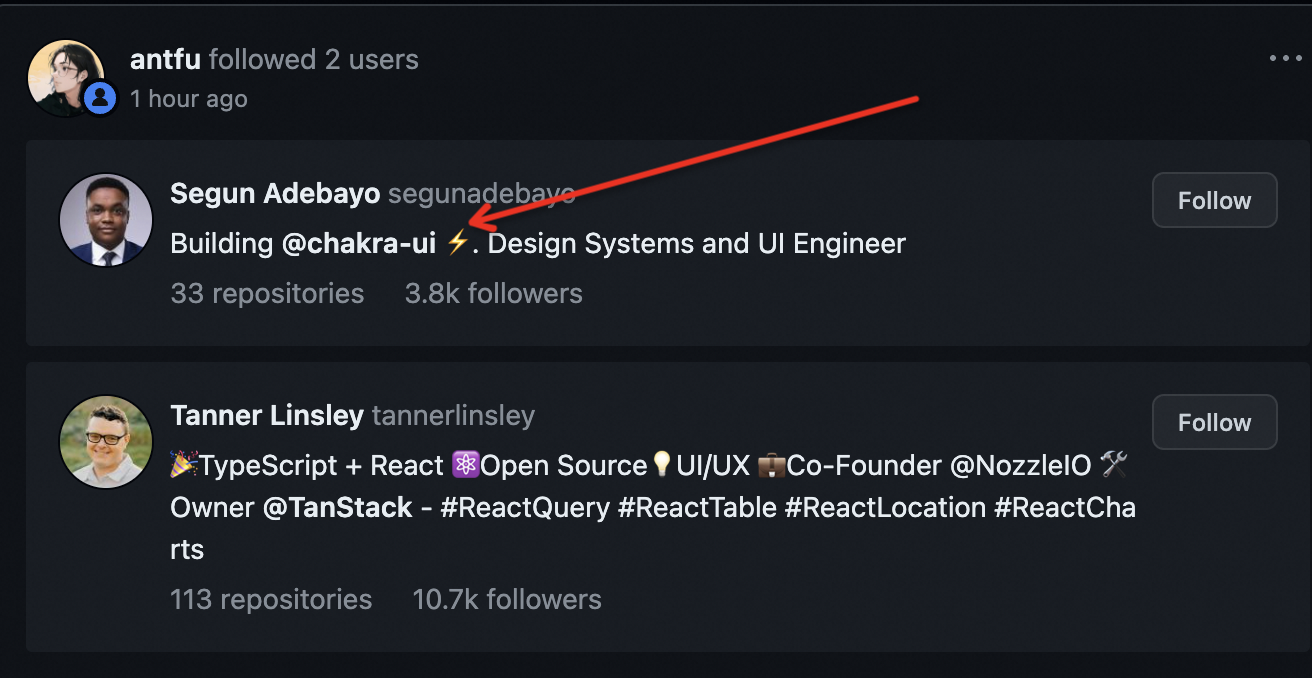 antfu followed 2 users
1 hour ago
Segun Adebayo segunadebayo
Building @chakra-ui ⚡. Design Systems and UI Engineer
33 repositories 3.8k followers
Follow
Tanner Linsley tannerlinsley
🎉TypeScript + React ⚛️Open Source💡UI/UX 💼Co-Founder @NozzleIO 🛠
Owner @TanStack - #ReactQuery #ReactTable #ReactLocation #ReactCha
rts
113 repositories 10.7k followers
Follow